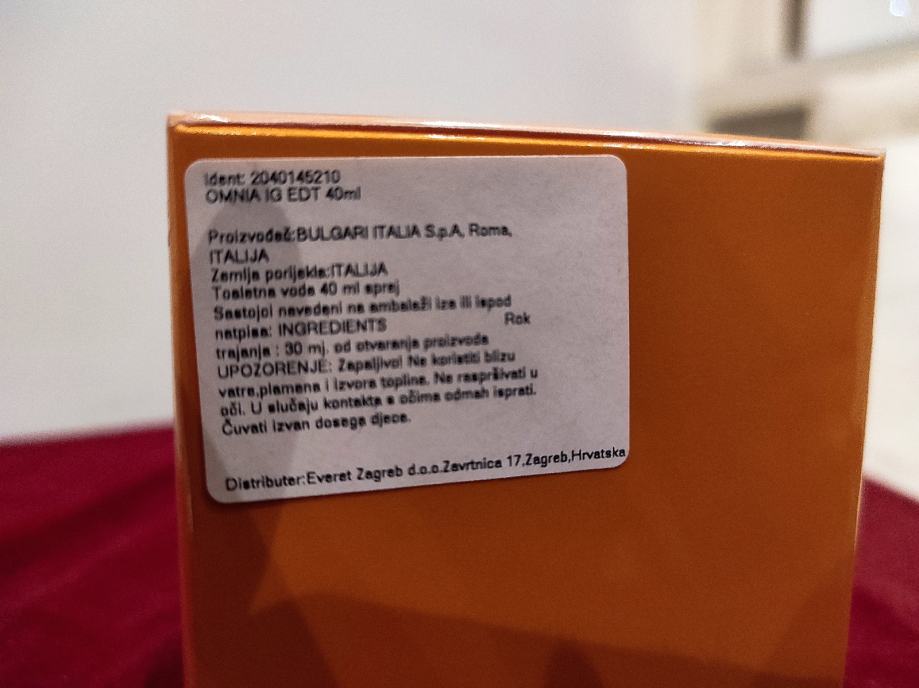 Ident: 2040145210
OMNIA IG EDT 40ml
Proizvođač:BULGARI ITALIA S.p.A, Roma,
ITALIJA
Zemlja porijekla:ITALIJA
Toaletna voda 40 ml sprej
Sastojci navedeni na ambalaži iza ili ispod
natpisa: INGREDIENTS Rok
trajanja : 30 mj. od otvaranja proizvoda
UPOZORENJE: Zapaljivo! Ne koristiti blizu
vatre,plamena i izvora topline. Ne raspršivati u
oči. U slučaju kontakta s očima odmah isprati.
Čuvati izvan dosega djece.
Distributer:Everet Zagreb d.o.o.Zavrtnica 17,Zagreb,Hrvatska